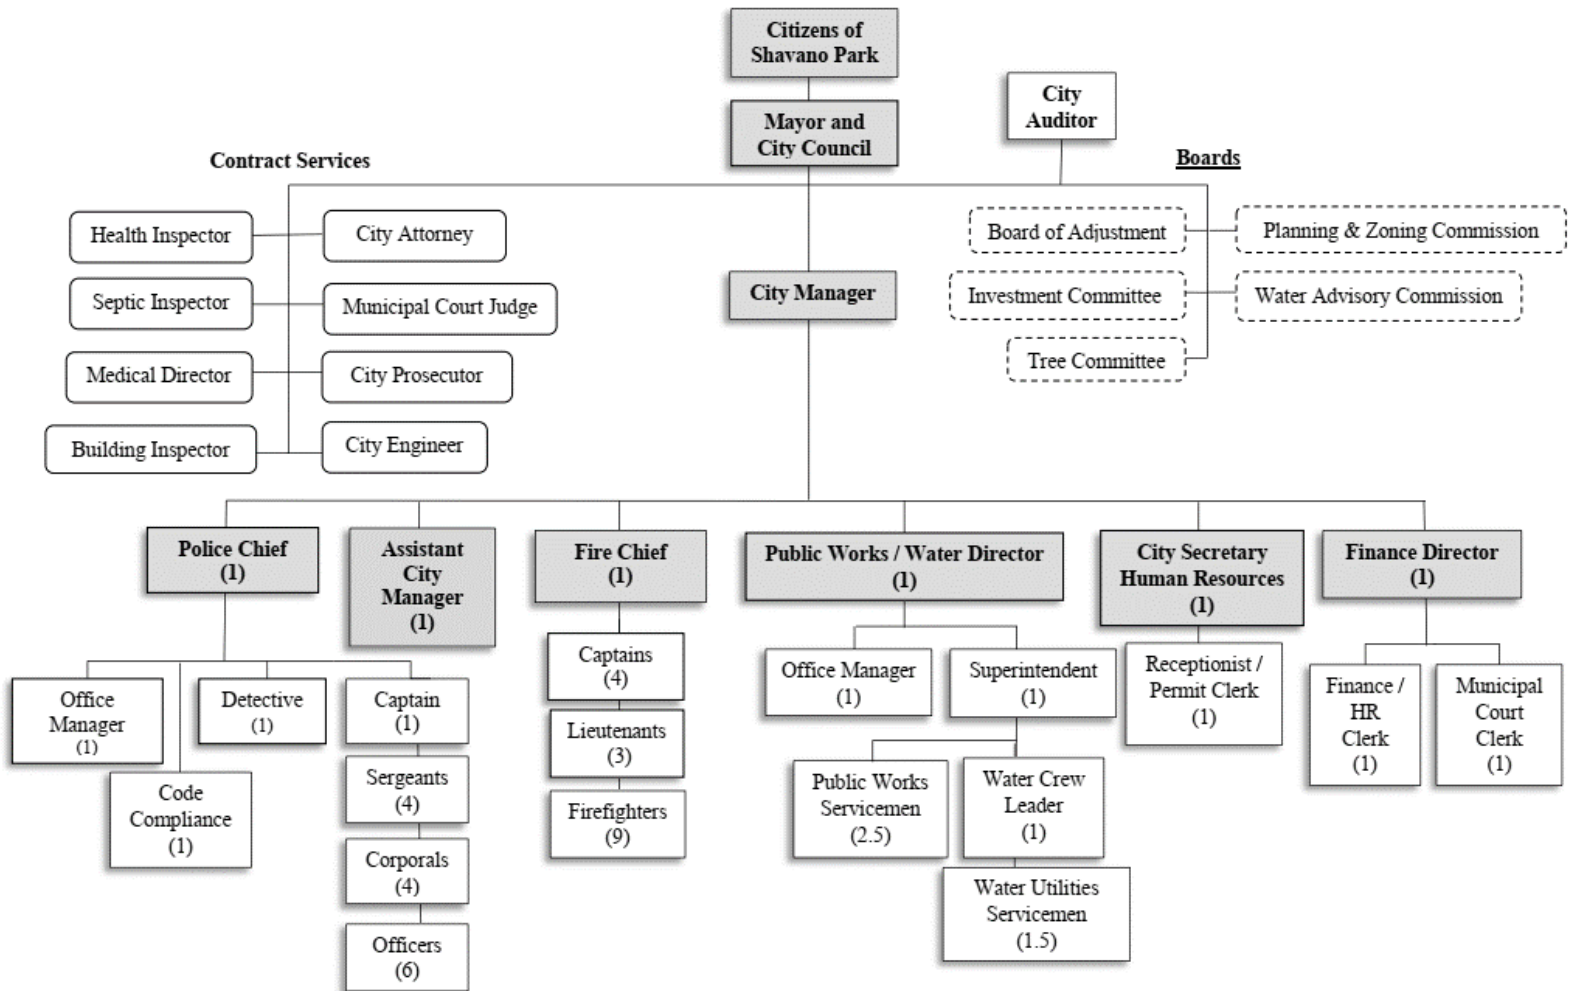 Citizens of
Shavano Park
Mayor and
City Council
City
Auditor
Contract Services
Boards
Health Inspector
City Attorney
Septic Inspector
Municipal Court Judge
Medical Director
City Prosecutor
Building Inspector
City Engineer
City Manager
Board of Adjustment
Planning & Zoning Commission
Investment Committee
Water Advisory Commission
Tree Committee
Police Chief
(1)
Assistant
City
Manager
(1)
Fire Chief
(1)
Public Works / Water Director
(1)
City Secretary
Human Resources
(1)
Finance Director
(1)
Office
Manager
(1)
Code
Compliance
(1)
Detective
(1)
Captain
(1)
Sergeants
(4)
Corporals
(4)
Officers
(6)
Captains
(4)
Lieutenants
(3)
Firefighters
(9)
Office Manager
(1)
Superintendent
(1)
Public Works
Servicemen
(2.5)
Water Crew
Leader
(1)
Water Utilities
Servicemen
(1.5)
Receptionist /
Permit Clerk
(1)
Finance /
HR
Clerk
(1)
Municipal
Court
Clerk
(1)